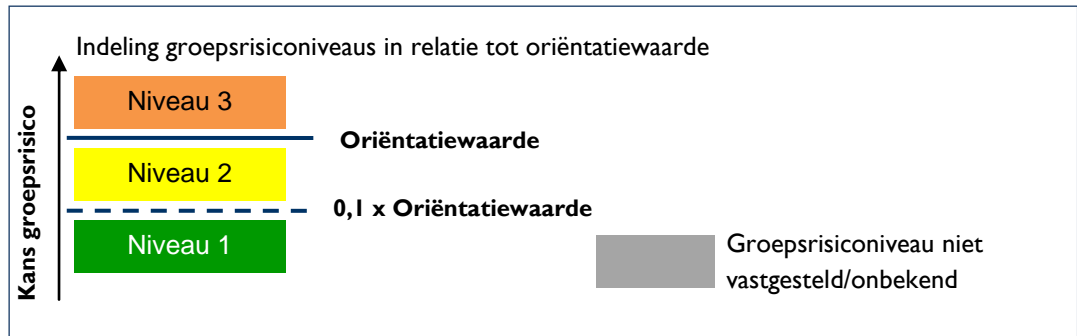 Indeling groepsrisiconiveaus in relatie tot oriëntatiewaarde
Kans groepsrisico
Niveau 3
Oriëntatiewaarde
Niveau 2
0,1 x Oriëntatiewaarde
Niveau 1
Groepsrisiconiveau niet
vastgesteld/onbekend